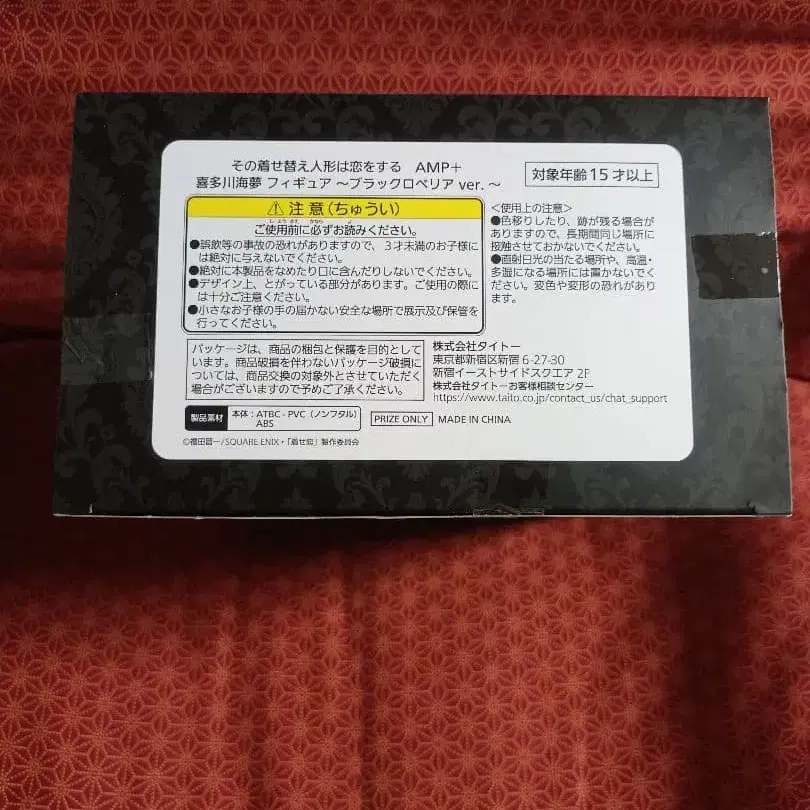 その着せ替え人形は恋をする AMP＋
喜多川海夢 フィギュア ～ブラックロベリア ver.～
対象年齢15才以上
⚠注意(ちゅうい)
しようまえ かなら よ
ご使用前に必ずお読みください。
●誤飲等の事故の恐れがありますので、3才未満のお子様に
は絶対に与えないでください。
●絶対に本製品をなめたり口に含んだりしないでください。
●デザイン上、とがっている部分があります。ご使用の際に
は十分ご注意ください。
●小さなお子様の手の届かない安全な場所で展示及び保管を
行ってください。
＜使用上の注意＞
●色移りしたり、跡が残る場合が
ありますので、長期間同じ場所に
接触させておかないでください。
●直射日光の当たる場所や、高温・
多湿になる場所には置かないでく
ださい。変色や変形の恐れがありま
す。
パッケージは、商品の梱包と保護を目的としてい
ます。商品破損を伴わないパッケージ破損に
ついては、商品交換の対象外とさせていただく
場合がございますので予めご了承ください。
株式会社タイトー
東京都新宿区新宿 6-27-30
新宿イーストサイドスクエア 2F
株式会社タイトーお客様相談センター
https://www.taito.co.jp/contact_us/chat_support
製品素材
本体：ATBC-PVC（ノンフタル）
ABS
PRIZE ONLY
MADE IN CHINA
©福田晋一/SQUARE ENIX・「着せ恋」製作委員会